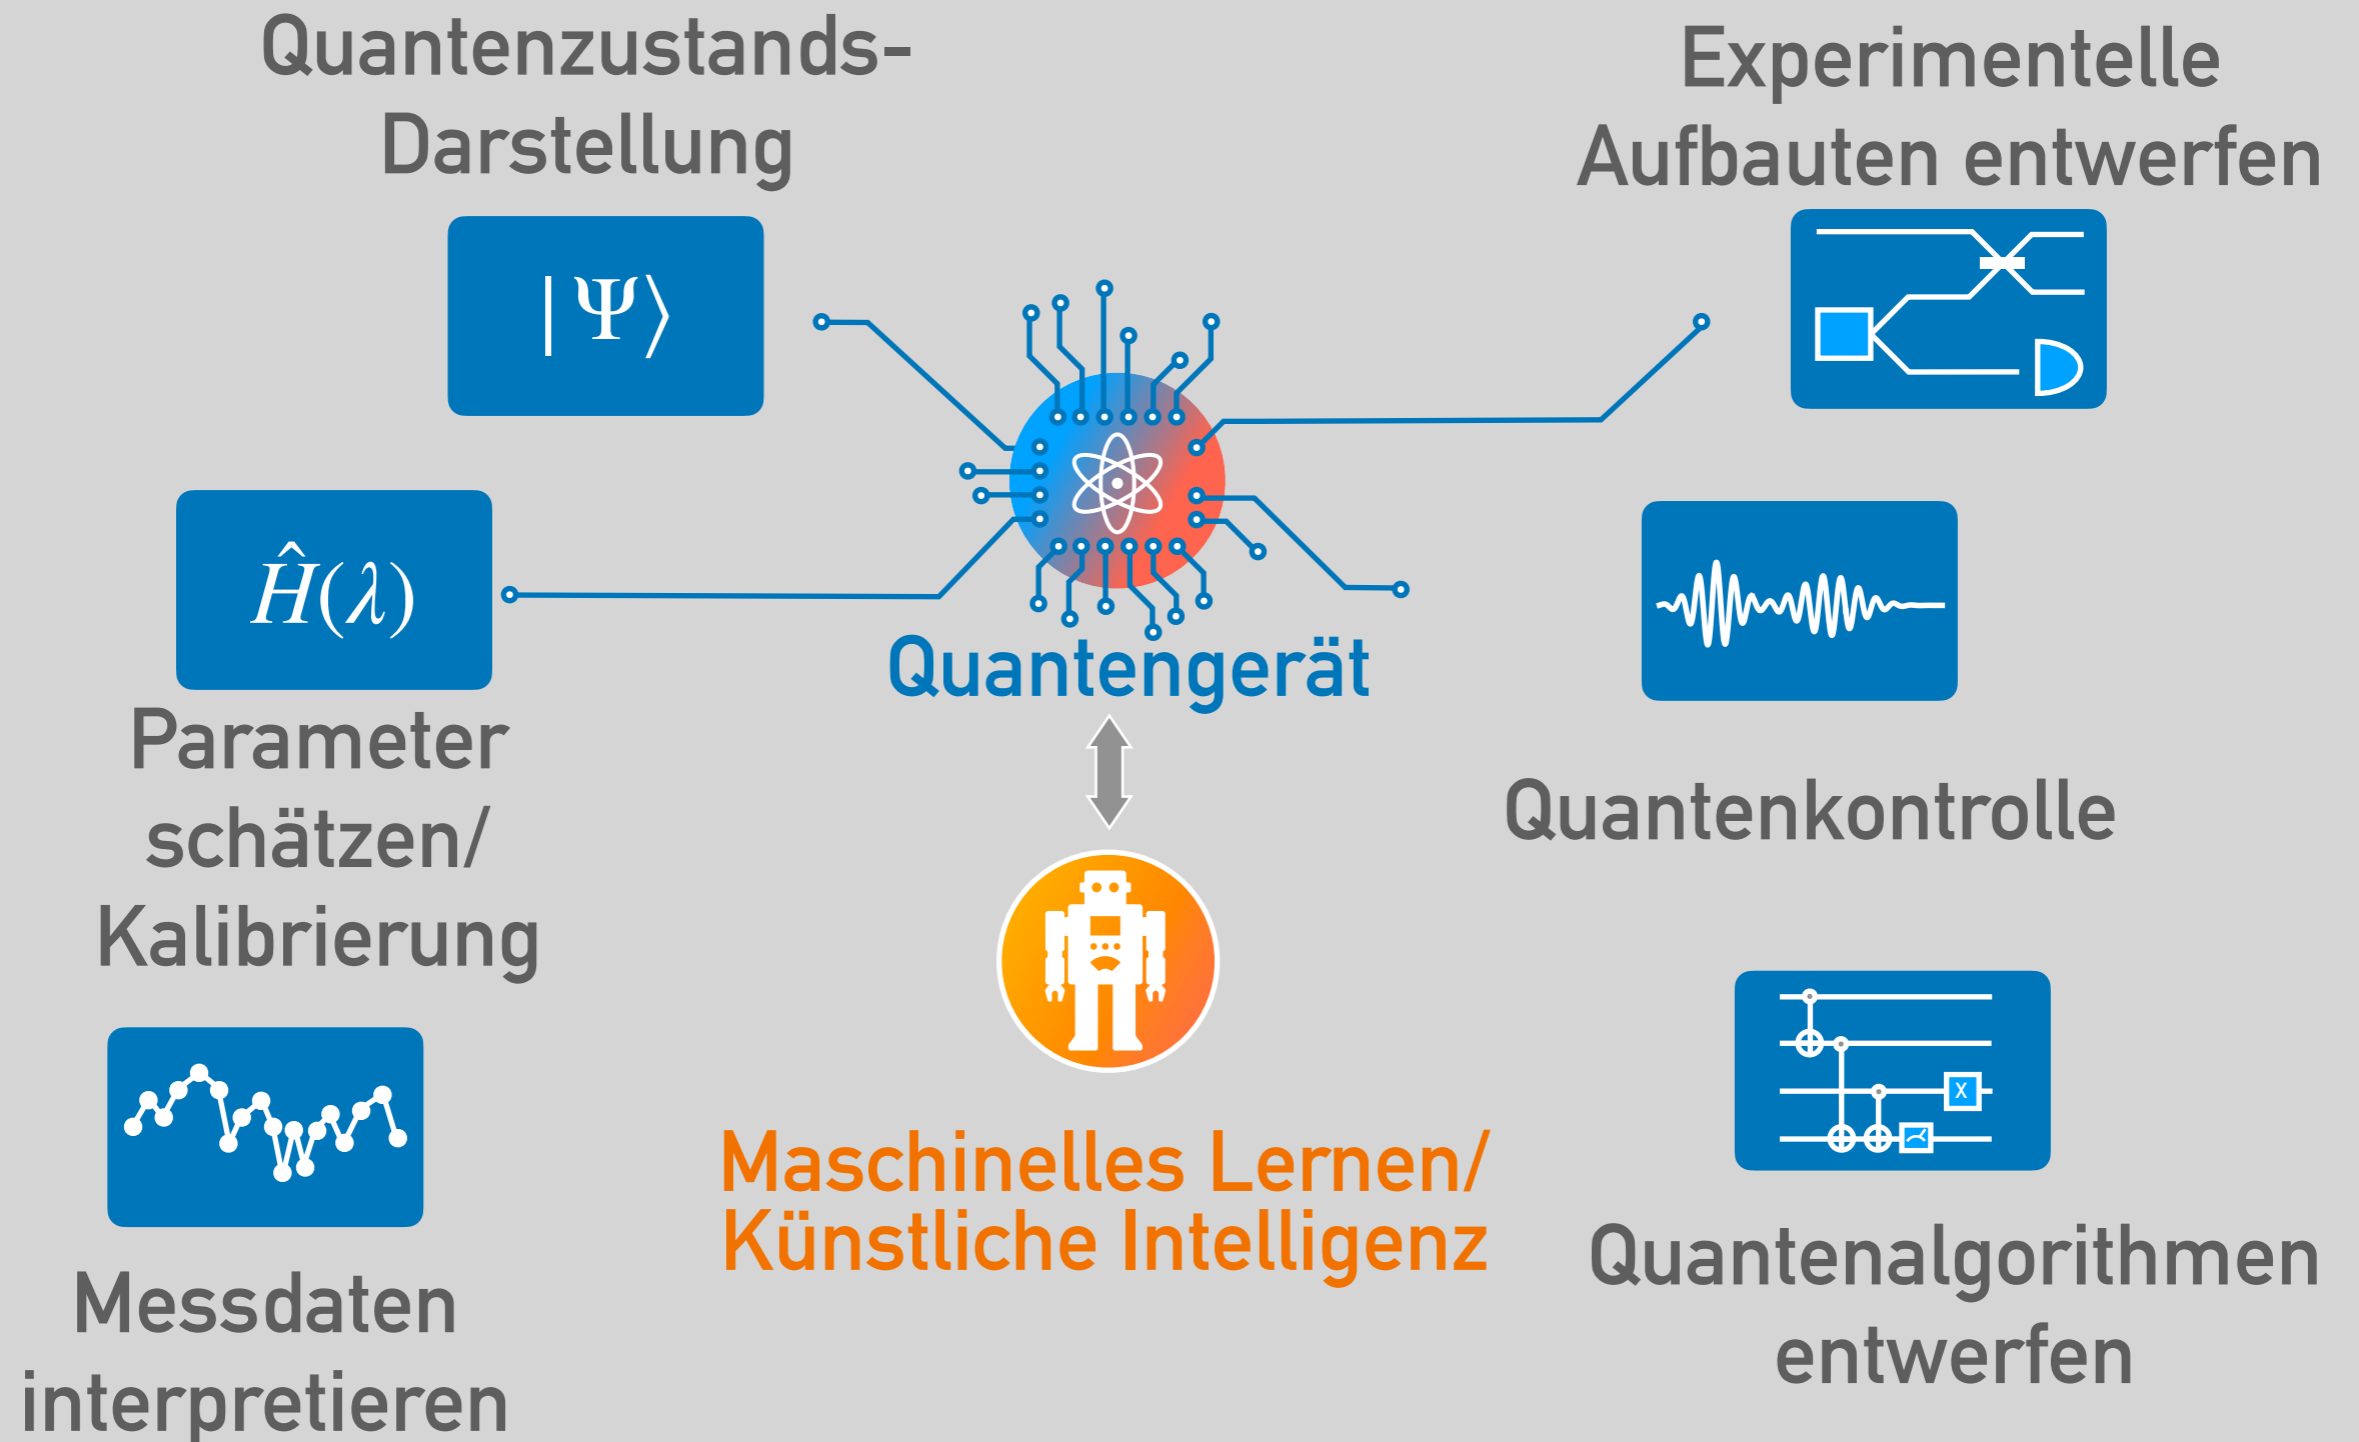 Quantenzustands-
Darstellung
|Ψ⟩
Experimentelle
Aufbauten entwerfen
Ĥ(λ)
Parameter
schätzen/
Kalibrierung
Quantengerät
Quantenkontrolle
Messdaten
interpretieren
Maschinelles Lernen/
Künstliche Intelligenz
X
Quantenalgorithmen
entwerfen